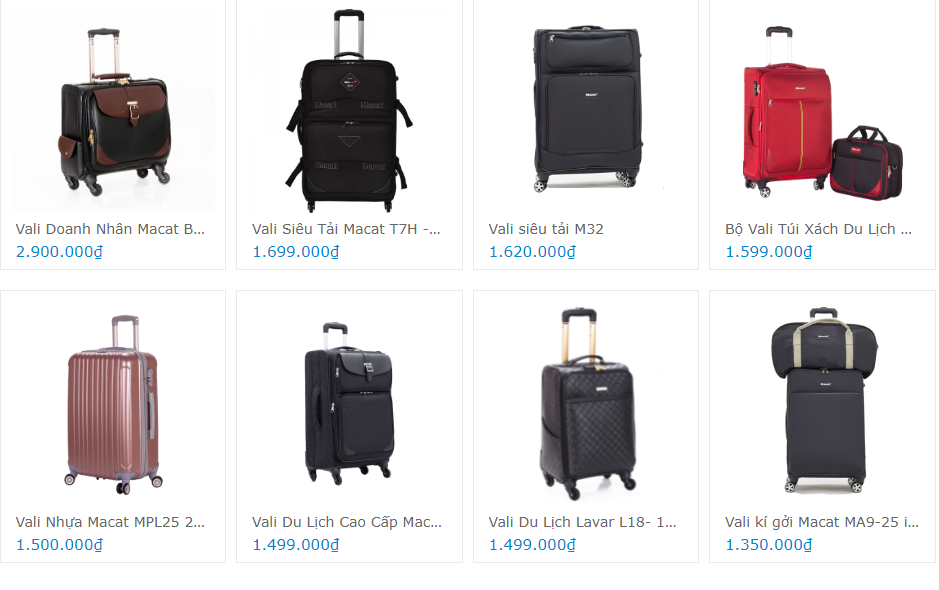 Vali Doanh Nhân Macat B...
2.900.000₫
Vali Siêu Tải Macat T7H -...
1.699.000₫
Vali siêu tải M32
1.620.000₫
Bộ Vali Túi Xách Du Lịch ...
1.599.000₫
Vali Nhựa Macat MPL25 2...
1.500.000₫
Vali Du Lịch Cao Cấp Mac...
1.499.000₫
Vali Du Lịch Lavar L18- 1...
1.499.000₫
Vali kí gởi Macat MA9-25 i...
1.350.000₫